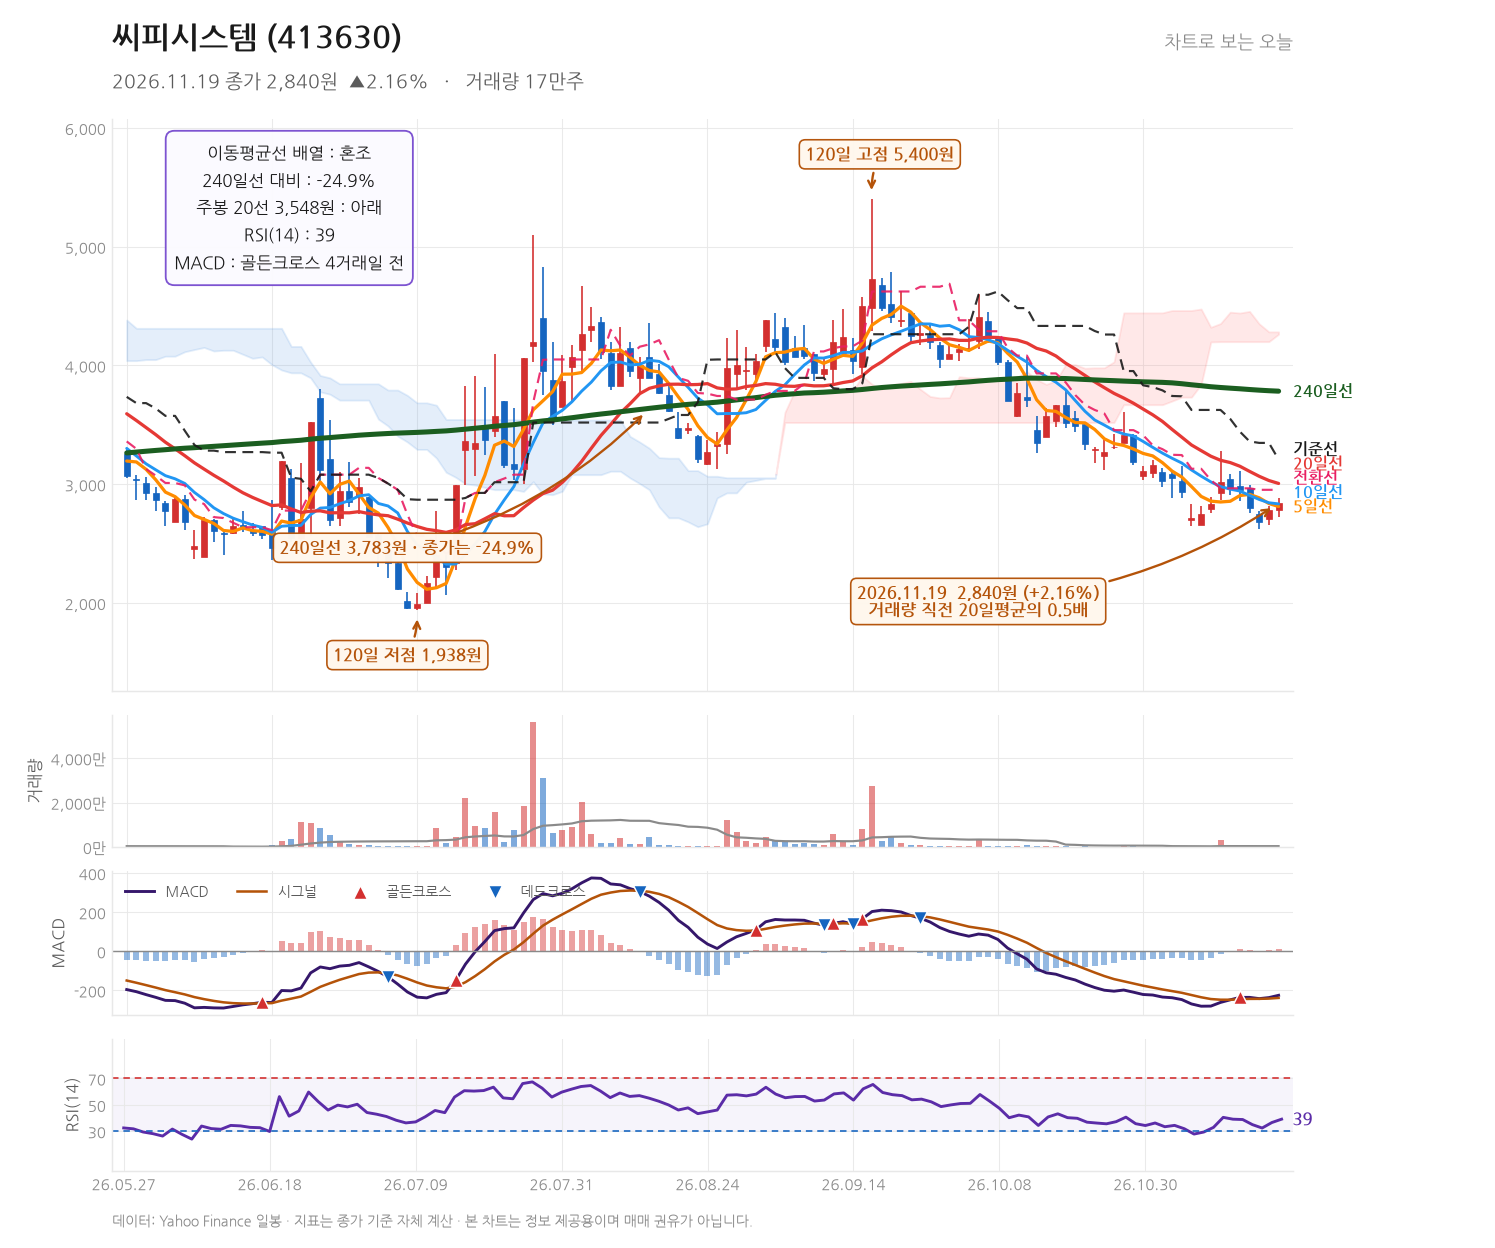 씨피시스템 (413630)
차트로 보는 오늘
2026.11.19 종가 2,840원 ▲2.16% · 거래량 17만주
6,000
5,000
4,000
3,000
2,000
이동평균선 배열 : 혼조
240일선 대비 : -24.9%
주봉 20선 3,548원 : 아래
RSI(14) : 39
MACD : 골든크로스 4거래일 전
120일 고점 5,400원
240일선 3,783원 · 종가는 -24.9%
120일 저점 1,938원
2026.11.19 2,840원 (+2.16%)
거래량 직전 20일평균의 0.5배
240일선
기준선
20일선
전환선
10일선
5일선
거래량
4,000만
2,000만
0만
MACD
400
200
0
-200
MACD
시그널
골든크로스
데드크로스
RSI(14)
70
50
30
39
26.05.27
26.06.18
26.07.09
26.07.31
26.08.24
26.09.14
26.10.08
26.10.30
데이터: Yahoo Finance 일봉 · 지표는 종가 기준 자체 계산 · 본 차트는 정보 제공용이며 매매 권유가 아닙니다.